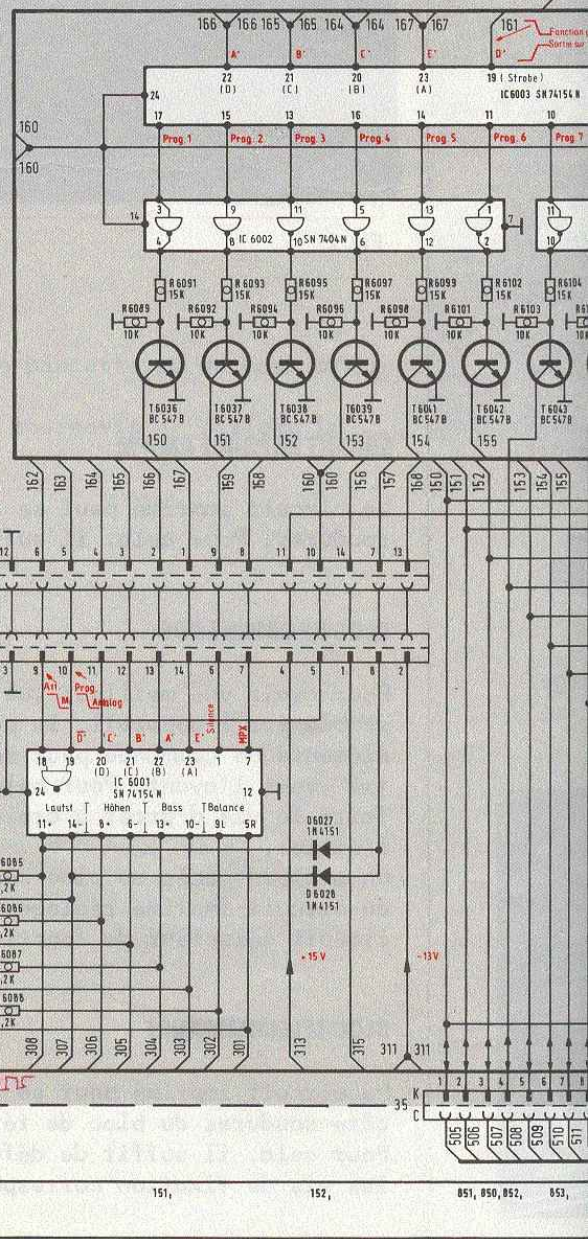 166 166 165 165 164 164 167 167 161
A' B' C' E' D' Fonction
Sortie sur
22 21 20 23 19 (Strobe)
(D) (C) (B) (A)
24 IC6003 SN 74154 N
17 15 13 16 14 11 10
160 Prog.1 Prog.2 Prog.3 Prog.4 Prog.5 Prog.6 Prog.7
160
3 9 11 5 13 1 11
14 7
4 8 IC 6002 10 SN 7404N 6 12 2 10
R6091 R6093 R6095 R6097 R6099 R6102 R6104
15K 15K 15K 15K 15K 15K 15K
R6089 R6092 R6094 R6096 R6098 R6101 R6103
10K 10K 10K 10K 10K 10K 10K
T6036 T6037 T6038 T6039 T6041 T6042 T6043
BC547B BC547B BC547B BC547B BC547B BC547B BC547B
150 151 152 153 154 155
162 163 164 165 166 167 159 158 160 160 156 157 168 150 151 152 153 154 155
12 6 5 4 3 2 1 9 8 11 10 14 7 13
3 9 10 11 12 13 14 6 7 4 5 1 8 2
Prog.
M Analog
Silence
D' 'C' B' A' E' MPX
18 19 20 21 22 23 1 7
(D) (C) (B) (A)
24 IC 6001 12
SN 74154 N
Lautst Höhen Bass Balance
11+ 14- 8+ 6- 13+ 10- 9L 5R
D6027
1N4151
6085
,2K
D6028
1N4151
6086
,2K
6087
,2K
+15V -13V
6088
,2K
308 307 306 305 304 303 302 301 313 315 311 311
1 2 3 4 5 6 7 8
35 K
C
505 506 507 508 509 510 511
151, 152, 851, 850, 852, 853,